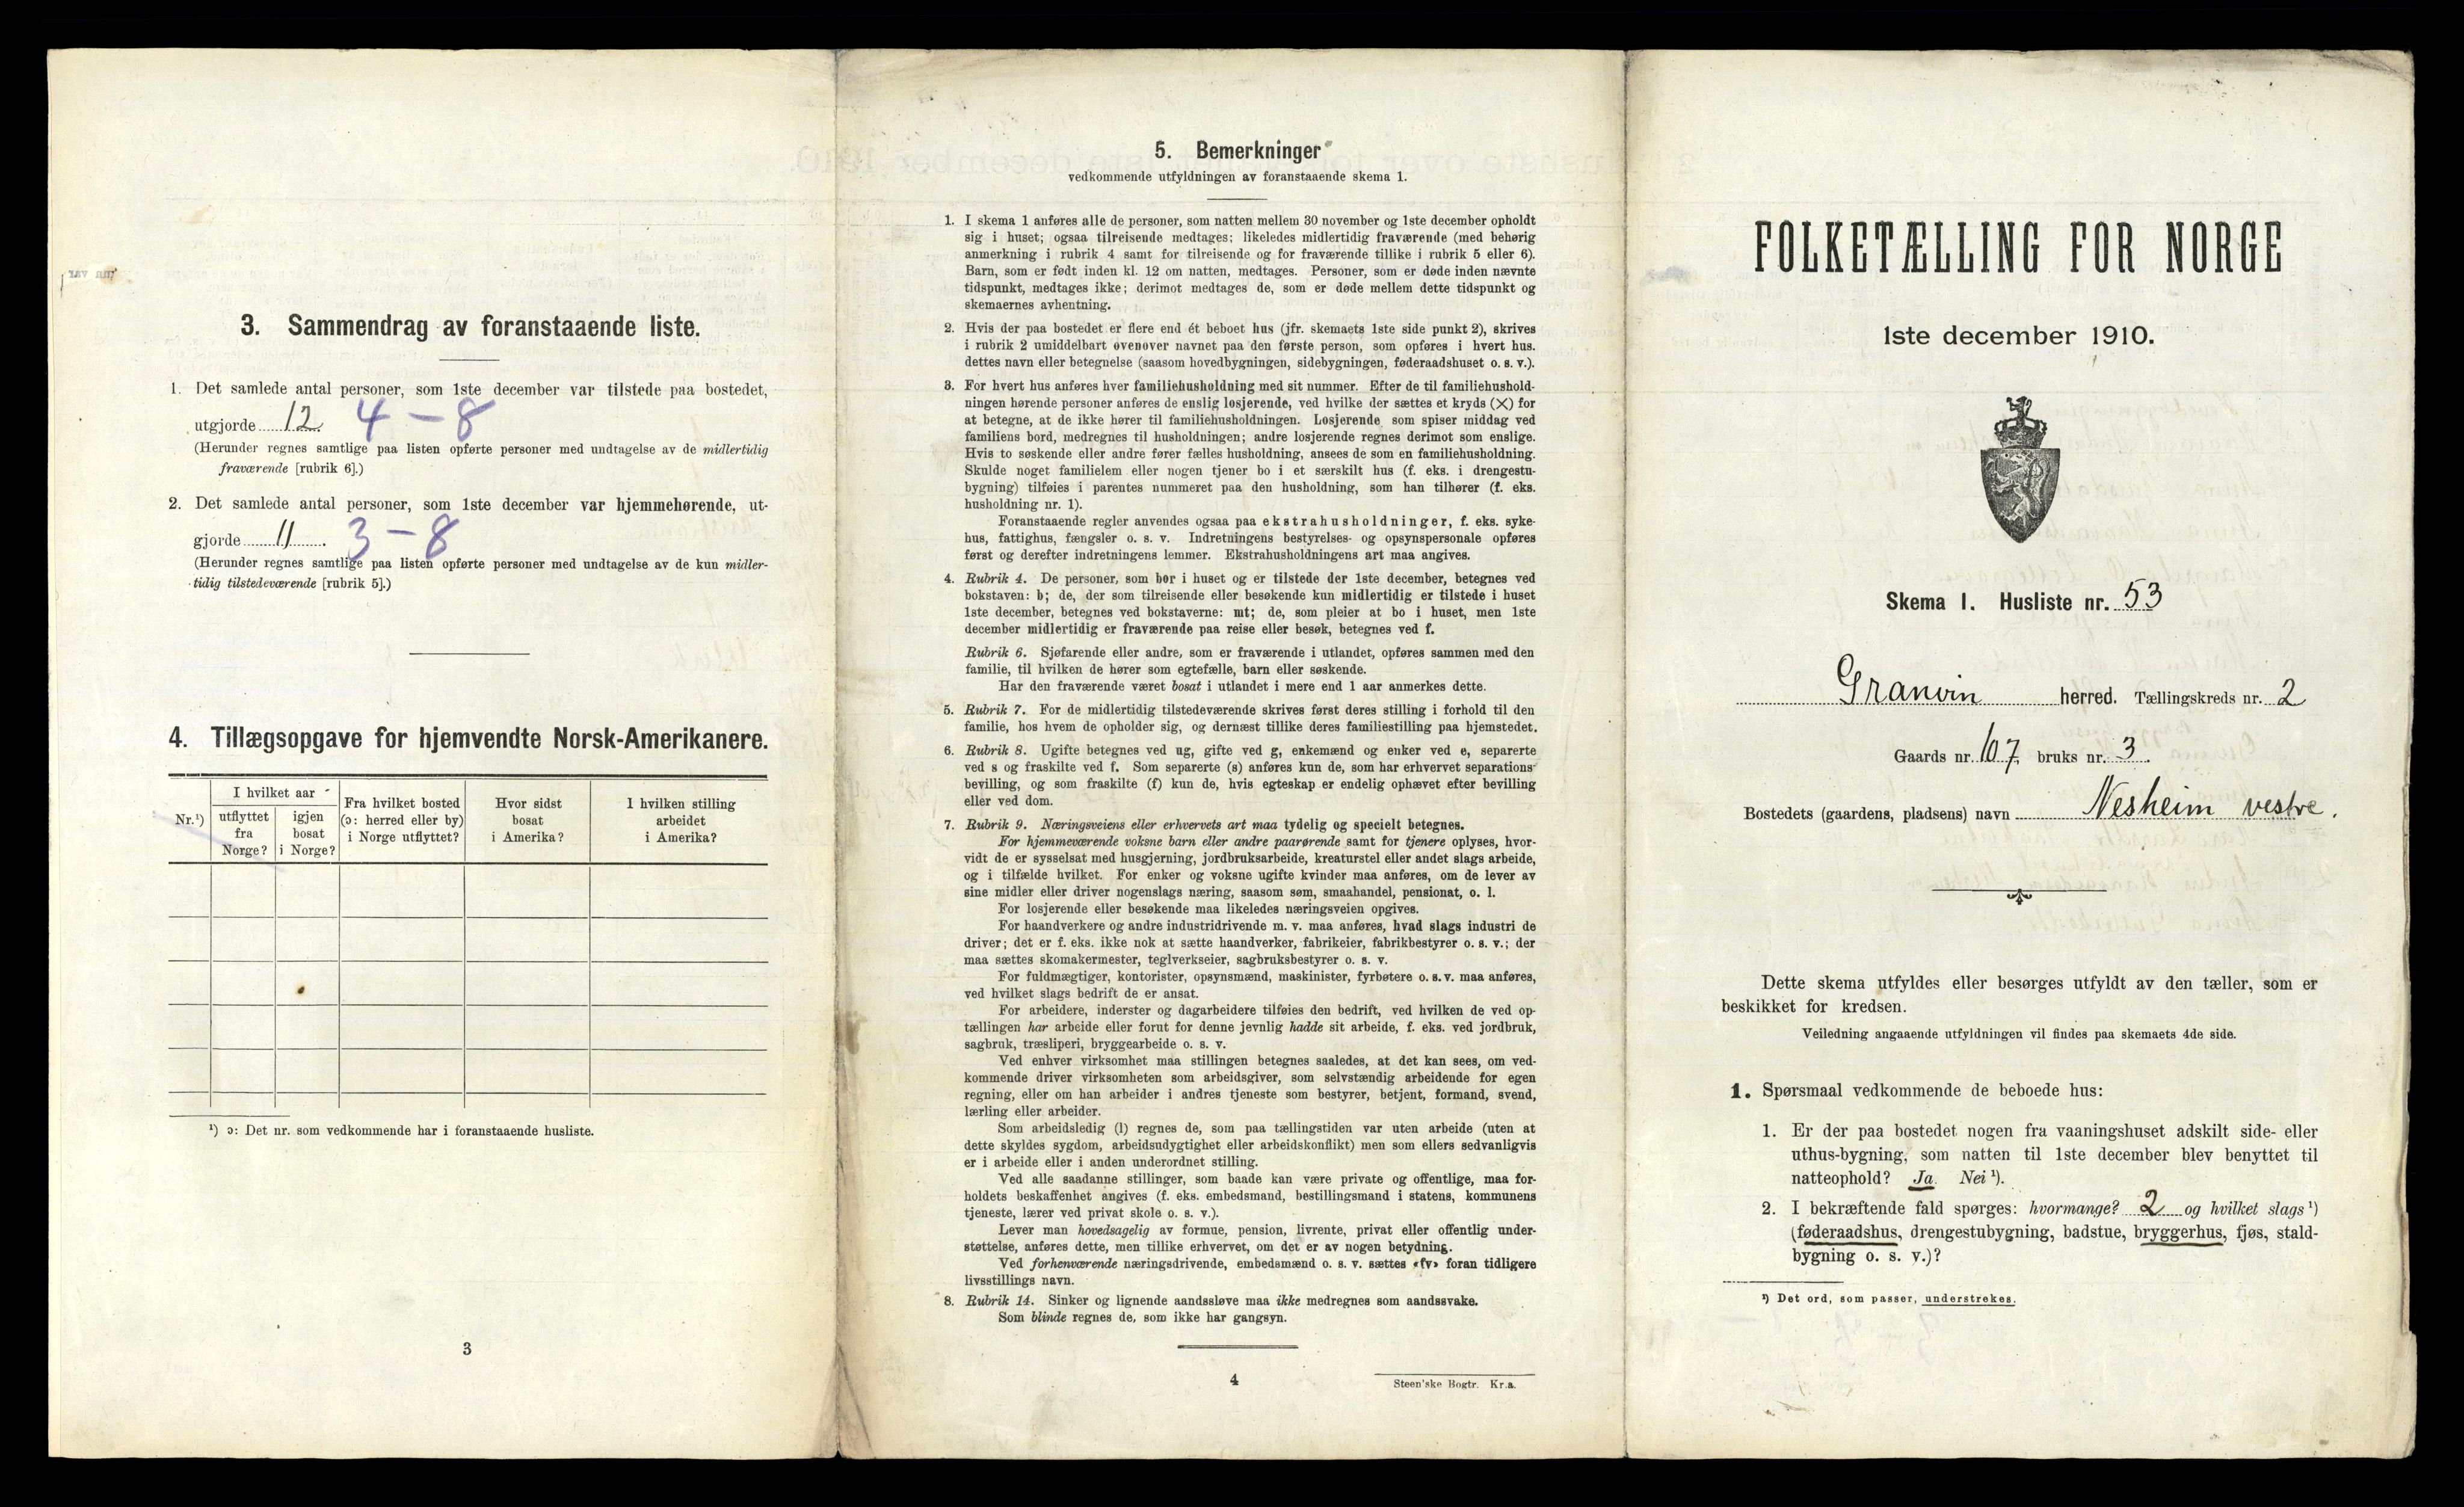 3. Sammendrag av foranstaaende liste.
1. Det samlede antal personer, som 1ste december var tilstede paa bostedet,
utgjorde 12 4 – 8
(Herunder regnes samtlige paa listen opførte personer med undtagelse av de midlertidig
fraværende [rubrik 6].)
2. Det samlede antal personer, som 1ste december var hjemmehørende, ut-
gjorde 11. 3 – 8
(Herunder regnes samtlige paa listen opførte personer med undtagelse av de kun midler-
tidig tilstedeværende [rubrik 5].)
4. Tillægsopgave for hjemvendte Norsk-Amerikanere.
Nr.¹)
I hvilket aar
utflyttet
fra
Norge?
igjen
bosat
i Norge?
Fra hvilket bosted
(ɔ: herred eller by)
i Norge utflyttet?
Hvor sidst
bosat
i Amerika?
I hvilken stilling
arbeidet
i Amerika?
¹) ɔ: Det nr. som vedkommende har i foranstaaende husliste.
3
5. Bemerkninger
vedkommende utfyldningen av foranstaaende skema 1.
1. I skema 1 anføres alle de personer, som natten mellem 30 november og 1ste december opholdt
sig i huset; ogsaa tilreisende medtages; likeledes midlertidig fraværende (med behørig
anmerkning i rubrik 4 samt for tilreisende og for fraværende tillike i rubrik 5 eller 6).
Barn, som er født inden kl. 12 om natten, medtages. Personer, som er døde inden nævnte
tidspunkt, medtages ikke; derimot medtages de, som er døde mellem dette tidspunkt og
skemaernes avhentning.
2. Hvis der paa bostedet er flere end ét beboet hus (jfr. skemaets 1ste side punkt 2), skrives
i rubrik 2 umiddelbart ovenover navnet paa den første person, som opføres i hvert hus.
dettes navn eller betegnelse (saasom hovedbygningen, sidebygningen, føderaadshuset o. s. v.).
3. For hvert hus anføres hver familiehusholdning med sit nummer. Efter de til familiehushold-
ningen hørende personer anføres de enslig losjerende, ved hvilke der sættes et kryds (✕) for
at betegne, at de ikke hører til familiehusholdningen. Losjerende som spiser middag ved
familiens bord, medregnes til husholdningen; andre losjerende regnes derimot som enslige.
Hvis to søskende eller andre fører fælles husholdning, ansees de som en familiehusholdning.
Skulde noget familielem eller nogen tjener bo i et særskilt hus (f. eks. i drengestu-
bygning) tilføies i parentes nummeret paa den husholdning, som han tilhører (f. eks.
husholdning nr. 1).
Foranstaaende regler anvendes ogsaa paa ekstrahusholdninger, f. eks. syke-
hus, fattighus, fængsler o. s. v. Indretningens bestyrelses- og opsynspersonale opføres
først og derefter indretningens lemmer. Ekstrahusholdningens art maa angives.
4. Rubrik 4. De personer, som bor i huset og er tilstede der 1ste december, betegnes ved
bokstaven: b; de, der som tilreisende eller besøkende kun midlertidig er tilstede i huset
1ste december, betegnes ved bokstaverne: mt; de, som pleier at bo i huset, men 1ste
december midlertidig er fraværende paa reise eller besøk, betegnes ved f.
Rubrik 6. Sjøfarende eller andre, som er fraværende i utlandet, opføres sammen med den
familie, til hvilken de hører som egtefælle, barn eller søskende.
Har den fraværende været bosat i utlandet i mere end 1 aar anmerkes dette.
5. Rubrik 7. For de midlertidig tilstedeværende skrives først deres stilling i forhold til den
familie, hos hvem de opholder sig, og dernæst tillike deres familiestilling paa hjemstedet.
6. Rubrik 8. Ugifte betegnes ved ug, gifte ved g, enkemænd og enker ved e, separerte
ved s og fraskilte ved f. Som separerte (s) anføres kun de, som har erhvervet separations-
bevilling, og som fraskilte (f) kun de, hvis egteskap er endelig ophævet efter bevilling
eller ved dom.
7. Rubrik 9. Næringsveiens eller erhvervets art maa tydelig og specielt betegnes.
For hjemmeværende voksne barn eller andre paarørende samt for tjenere oplyses, hvor-
vidt de er sysselsat med husgjerning, jordbruksarbeide, kreaturstel eller andet slags arbeide,
og i tilfælde hvilket. For enker og voksne ugifte kvinder maa anføres, om de lever av
sine midler eller driver nogenslags næring, saasom søm, smaahandel, pensionat, o. l.
For losjerende eller besøkende maa likeledes næringsveien opgives.
For haandverkere og andre industridrivende m. v. maa anføres, hvad slags industri de
driver; det er f. eks. ikke nok at sætte haandverker, fabrikeier, fabrikbestyrer o. s. v.; der
maa sættes skomakermester, teglverkseier, sagbruksbestyrer o. s. v.
For fuldmægtiger, kontorister, opsynsmænd, maskinister, fyrbøtere o. s. v. maa anføres,
ved hvilket slags bedrift de er ansat.
For arbeidere, inderster og dagarbeidere tilføies den bedrift, ved hvilken de ved op-
tællingen har arbeide eller forut for denne jevnlig hadde sit arbeide, f. eks. ved jordbruk,
sagbruk, træsliperi, bryggearbeide o. s. v.
Ved enhver virksomhet maa stillingen betegnes saaledes, at det kan sees, om ved-
kommende driver virksomheten som arbeidsgiver, som selvstændig arbeidende for egen
regning, eller om han arbeider i andres tjeneste som bestyrer, betjent, formand, svend,
lærling eller arbeider.
Som arbeidsledig (l) regnes de, som paa tællingstiden var uten arbeide (uten at
dette skyldes sygdom, arbeidsudygtighet eller arbeidskonflikt) men som ellers sedvanligvis
er i arbeide eller i anden underordnet stilling.
Ved alle saadanne stillinger, som baade kan være private og offentlige, maa for-
holdets beskaffenhet angives (f. eks. embedsmand, bestillingsmand i statens, kommunens
tjeneste, lærer ved privat skole o. s. v.).
Lever man hovedsagelig av formue, pension, livrente, privat eller offentlig under-
støttelse, anføres dette, men tillike erhvervet, om det er av nogen betydning.
Ved forhenværende næringsdrivende, embedsmænd o. s. v. sættes «fv» foran tidligere
livsstillings navn.
8. Rubrik 14. Sinker og lignende aandssløve maa ikke medregnes som aandssvake.
Som blinde regnes de, som ikke har gangsyn.
4
Steen'ske Bogtr. Kr.a.
FOLKETÆLLING FOR NORGE
1ste december 1910.
Skema 1. Husliste nr. 53
Granvin herred. Tællingskreds nr. 2
Gaards nr. 107, bruks nr. 3.
Bostedets (gaardens, pladsens) navn Nesheim vestre.
Dette skema utfyldes eller besørges utfyldt av den tæller, som er
beskikket for kredsen.
Veiledning angaaende utfyldningen vil findes paa skemaets 4de side.
1. Spørsmaal vedkommende de beboede hus:
1. Er der paa bostedet nogen fra vaaningshuset adskilt side- eller
uthus-bygning, som natten til 1ste december blev benyttet til
natteophold? Ja. Nei ¹).
2. I bekræftende fald spørges: hvormange? 2 og hvilket slags ¹)
(føderaadshus, drengestubygning, badstue, bryggerhus, fjøs, stald-
bygning o. s. v.)?
¹) Det ord, som passer, understrekes.